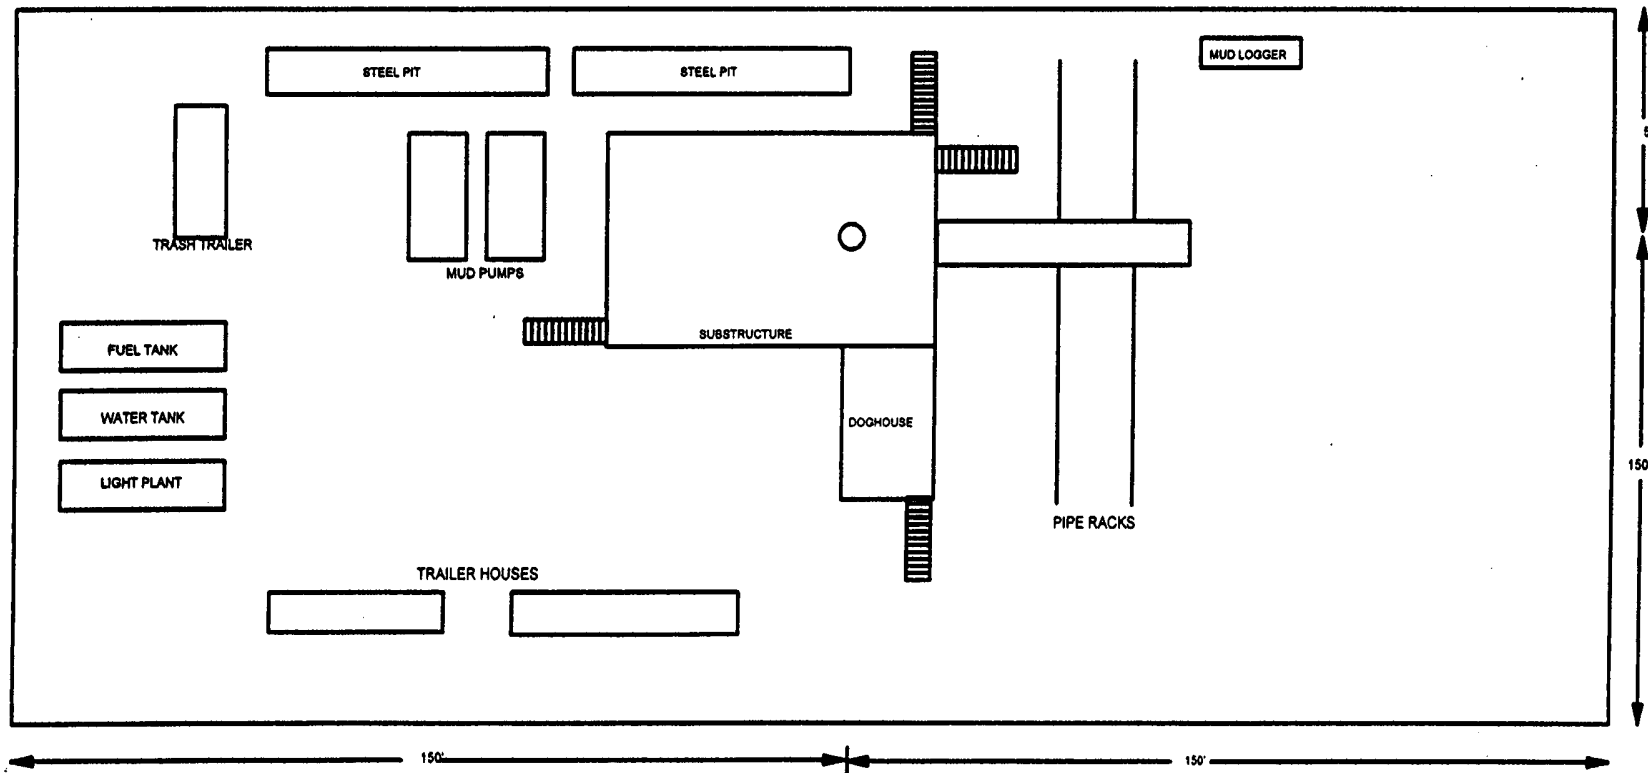 STEEL PIT
STEEL PIT
MUD LOGGER
TRASH TRAILER
MUD PUMPS
SUBSTRUCTURE
FUEL TANK
WATER TANK
DOGHOUSE
LIGHT PLANT
150
PIPE RACKS
TRAILER HOUSES
150'
150'